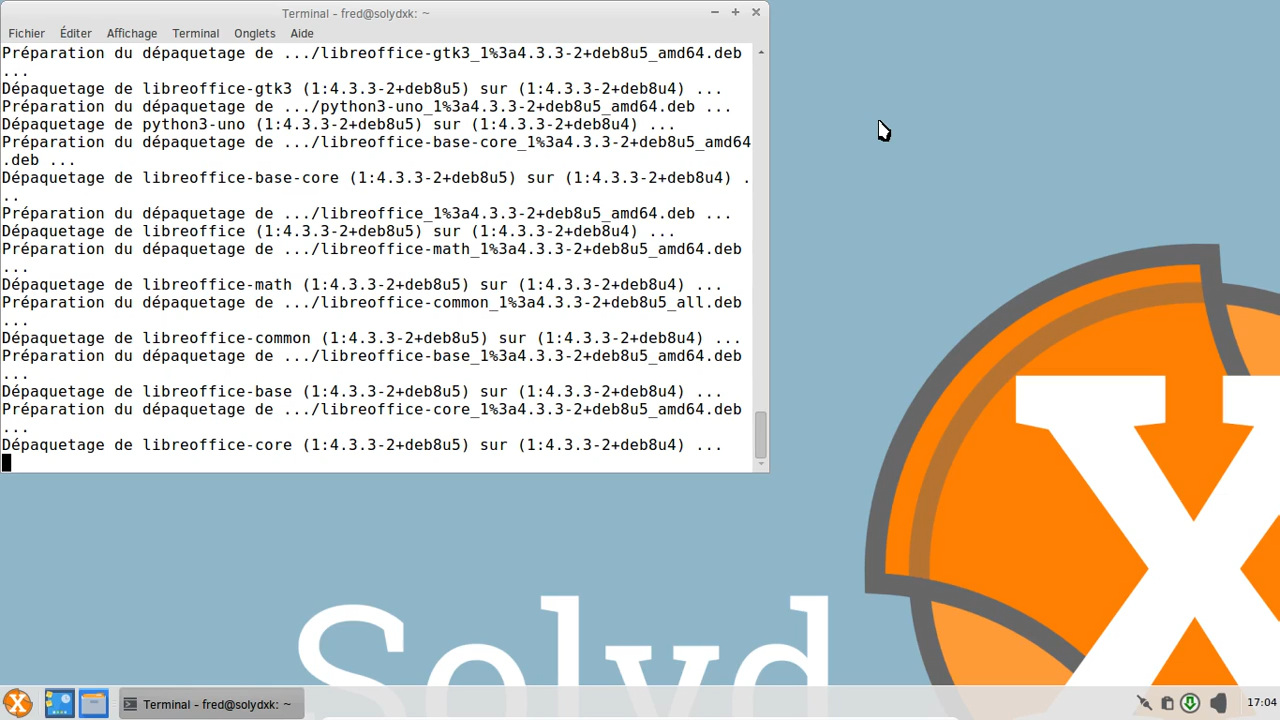 Terminal - fred@solydxk: ~
Fichier Éditer Affichage Terminal Onglets Aide
Préparation du dépaquetage de .../libreoffice-gtk3_1%3a4.3.3-2+deb8u5_amd64.deb
...
Dépaquetage de libreoffice-gtk3 (1:4.3.3-2+deb8u5) sur (1:4.3.3-2+deb8u4) ...
Préparation du dépaquetage de .../python3-uno_1%3a4.3.3-2+deb8u5_amd64.deb ...
Dépaquetage de python3-uno (1:4.3.3-2+deb8u5) sur (1:4.3.3-2+deb8u4) ...
Préparation du dépaquetage de .../libreoffice-base-core_1%3a4.3.3-2+deb8u5_amd64
.deb ...
Dépaquetage de libreoffice-base-core (1:4.3.3-2+deb8u5) sur (1:4.3.3-2+deb8u4) .
..
Préparation du dépaquetage de .../libreoffice_1%3a4.3.3-2+deb8u5_amd64.deb ...
Dépaquetage de libreoffice (1:4.3.3-2+deb8u5) sur (1:4.3.3-2+deb8u4) ...
Préparation du dépaquetage de .../libreoffice-math_1%3a4.3.3-2+deb8u5_amd64.deb
...
Dépaquetage de libreoffice-math (1:4.3.3-2+deb8u5) sur (1:4.3.3-2+deb8u4) ...
Préparation du dépaquetage de .../libreoffice-common_1%3a4.3.3-2+deb8u5_all.deb
...
Dépaquetage de libreoffice-common (1:4.3.3-2+deb8u5) sur (1:4.3.3-2+deb8u4) ...
Préparation du dépaquetage de .../libreoffice-base_1%3a4.3.3-2+deb8u5_amd64.deb
...
Dépaquetage de libreoffice-base (1:4.3.3-2+deb8u5) sur (1:4.3.3-2+deb8u4) ...
Préparation du dépaquetage de .../libreoffice-core_1%3a4.3.3-2+deb8u5_amd64.deb
...
Dépaquetage de libreoffice-core (1:4.3.3-2+deb8u5) sur (1:4.3.3-2+deb8u4) ...
X
Solyd
Terminal - fred@solydxk: ~
17:04